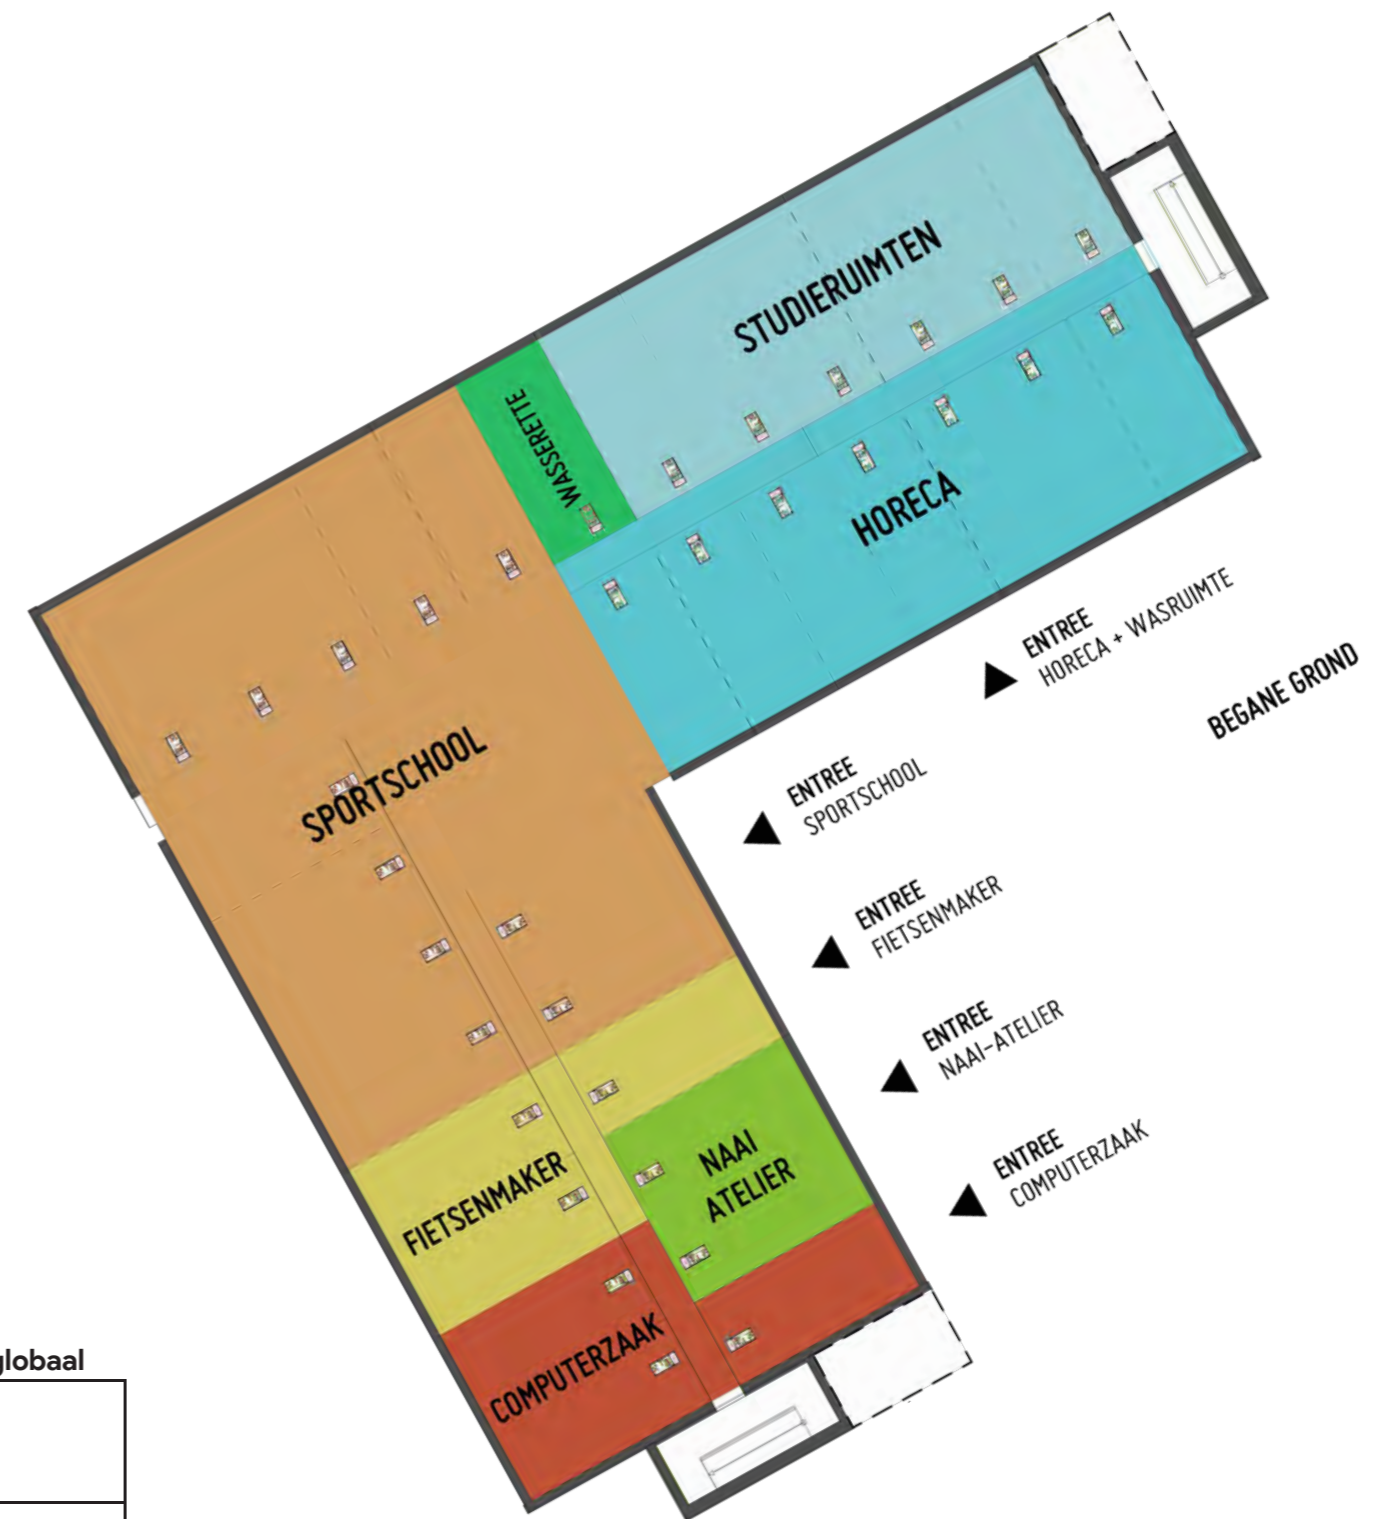 STUDIERUIMTEN
WASSERETTE
HORECA
ENTREE
HORECA + WASRUIMTE
BEGANE GROND
SPORTSCHOOL
ENTREE
SPORTSCHOOL
ENTREE
FIETSENMAKER
ENTREE
NAAI-ATELIER
NAAI
ATELIER
FIETSENMAKER
ENTREE
COMPUTERZAAK
COMPUTERZAAK
globaal